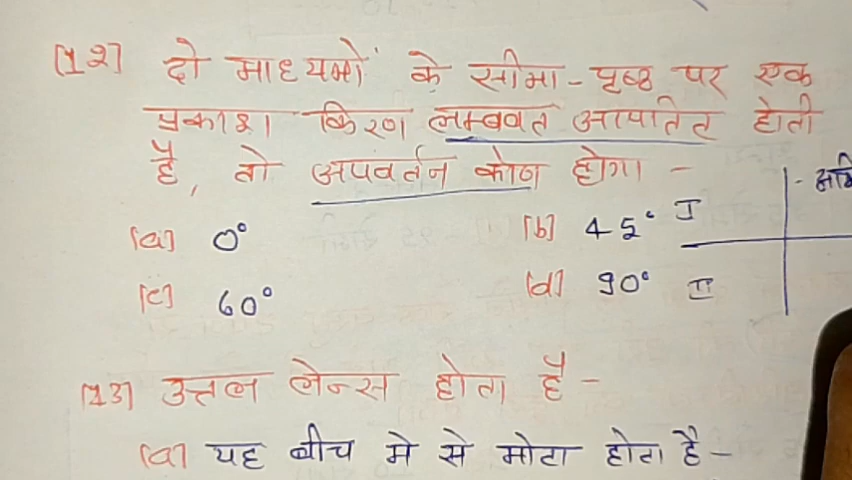 [12] दो माध्यमों के सीमा-पृष्ठ पर एक
प्रकाश किरण लम्बवत आपतित होती
है, तो अपवर्तन कोण होगा -
[a] 0° [b] 45° I
[c] 60° [d] 90° II
[13] उत्तल लेन्स होता है -
[a] यह बीच मे से मोटा होता है -